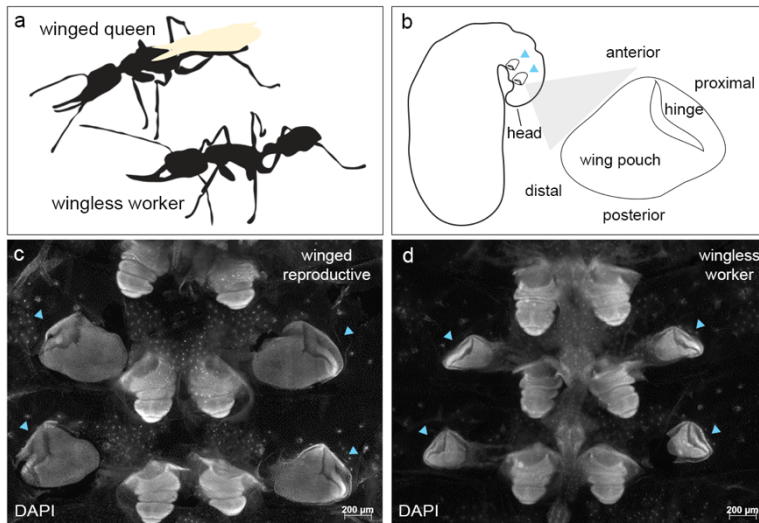 a
winged queen
wingless worker
b
anterior
proximal
hinge
head
wing pouch
distal
posterior
c
winged
reproductive
DAPI
200 µm
d
wingless
worker
DAPI
200 µm